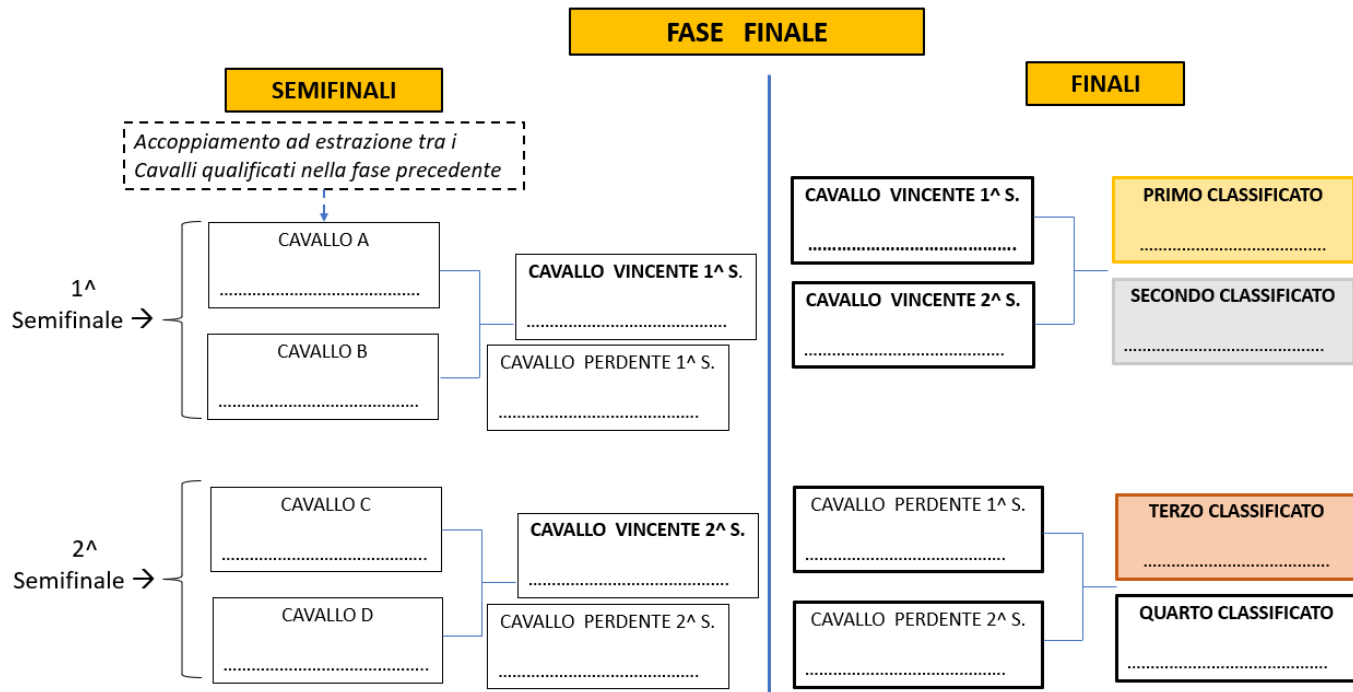 FASE FINALE
SEMIFINALI
Accoppiamento ad estrazione tra i
Cavalli qualificati nella fase precedente
1^
Semifinale →
CAVALLO A
..........................................
CAVALLO B
..........................................
CAVALLO VINCENTE 1^ S.
..........................................
CAVALLO PERDENTE 1^ S.
..........................................
2^
Semifinale →
CAVALLO C
..........................................
CAVALLO D
..........................................
CAVALLO VINCENTE 2^ S.
..........................................
CAVALLO PERDENTE 2^ S.
..........................................
FINALI
CAVALLO VINCENTE 1^ S.
..........................................
CAVALLO VINCENTE 2^ S.
..........................................
PRIMO CLASSIFICATO
.......................................
SECONDO CLASSIFICATO
..........................................
CAVALLO PERDENTE 1^ S.
..........................................
CAVALLO PERDENTE 2^ S.
..........................................
TERZO CLASSIFICATO
.......................................
QUARTO CLASSIFICATO
..........................................